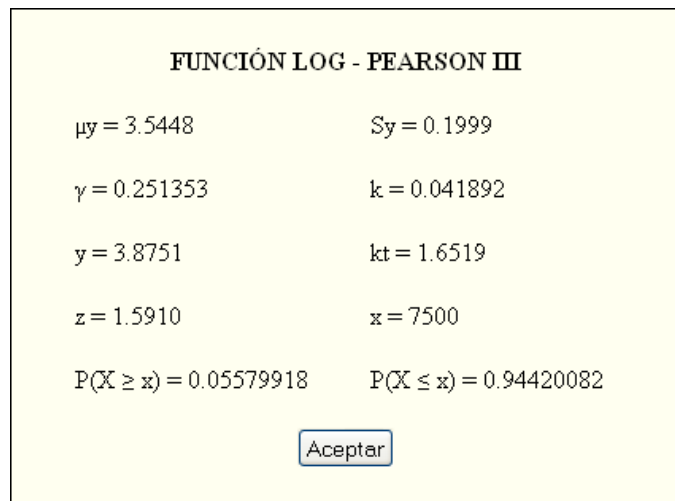 FUNCIÓN LOG - PEARSON III
μy = 3.5448 Sy = 0.1999
γ = 0.251353 k = 0.041892
y = 3.8751 kt = 1.6519
z = 1.5910 x = 7500
P(X ≥ x) = 0.05579918 P(X ≤ x) = 0.94420082
Aceptar